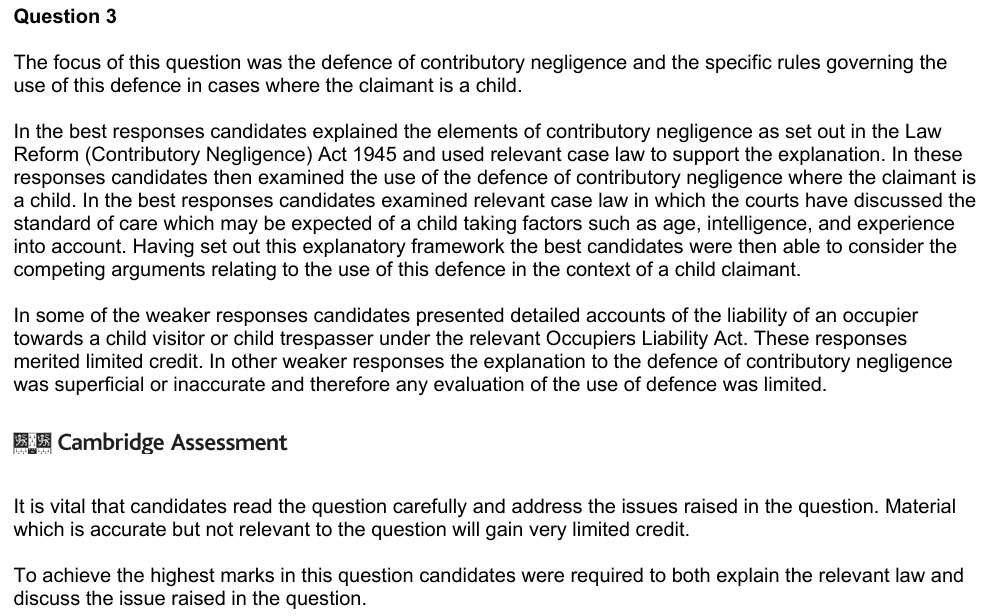 Question 3
The focus of this question was the defence of contributory negligence and the specific rules governing the
use of this defence in cases where the claimant is a child.
In the best responses candidates explained the elements of contributory negligence as set out in the Law
Reform (Contributory Negligence) Act 1945 and used relevant case law to support the explanation. In these
responses candidates then examined the use of the defence of contributory negligence where the claimant is
a child. In the best responses candidates examined relevant case law in which the courts have discussed the
standard of care which may be expected of a child taking factors such as age, intelligence, and experience
into account. Having set out this explanatory framework the best candidates were then able to consider the
competing arguments relating to the use of this defence in the context of a child claimant.
In some of the weaker responses candidates presented detailed accounts of the liability of an occupier
towards a child visitor or child trespasser under the relevant Occupiers Liability Act. These responses
merited limited credit. In other weaker responses the explanation to the defence of contributory negligence
was superficial or inaccurate and therefore any evaluation of the use of defence was limited.
Cambridge Assessment
It is vital that candidates read the question carefully and address the issues raised in the question. Material
which is accurate but not relevant to the question will gain very limited credit.
To achieve the highest marks in this question candidates were required to both explain the relevant law and
discuss the issue raised in the question.